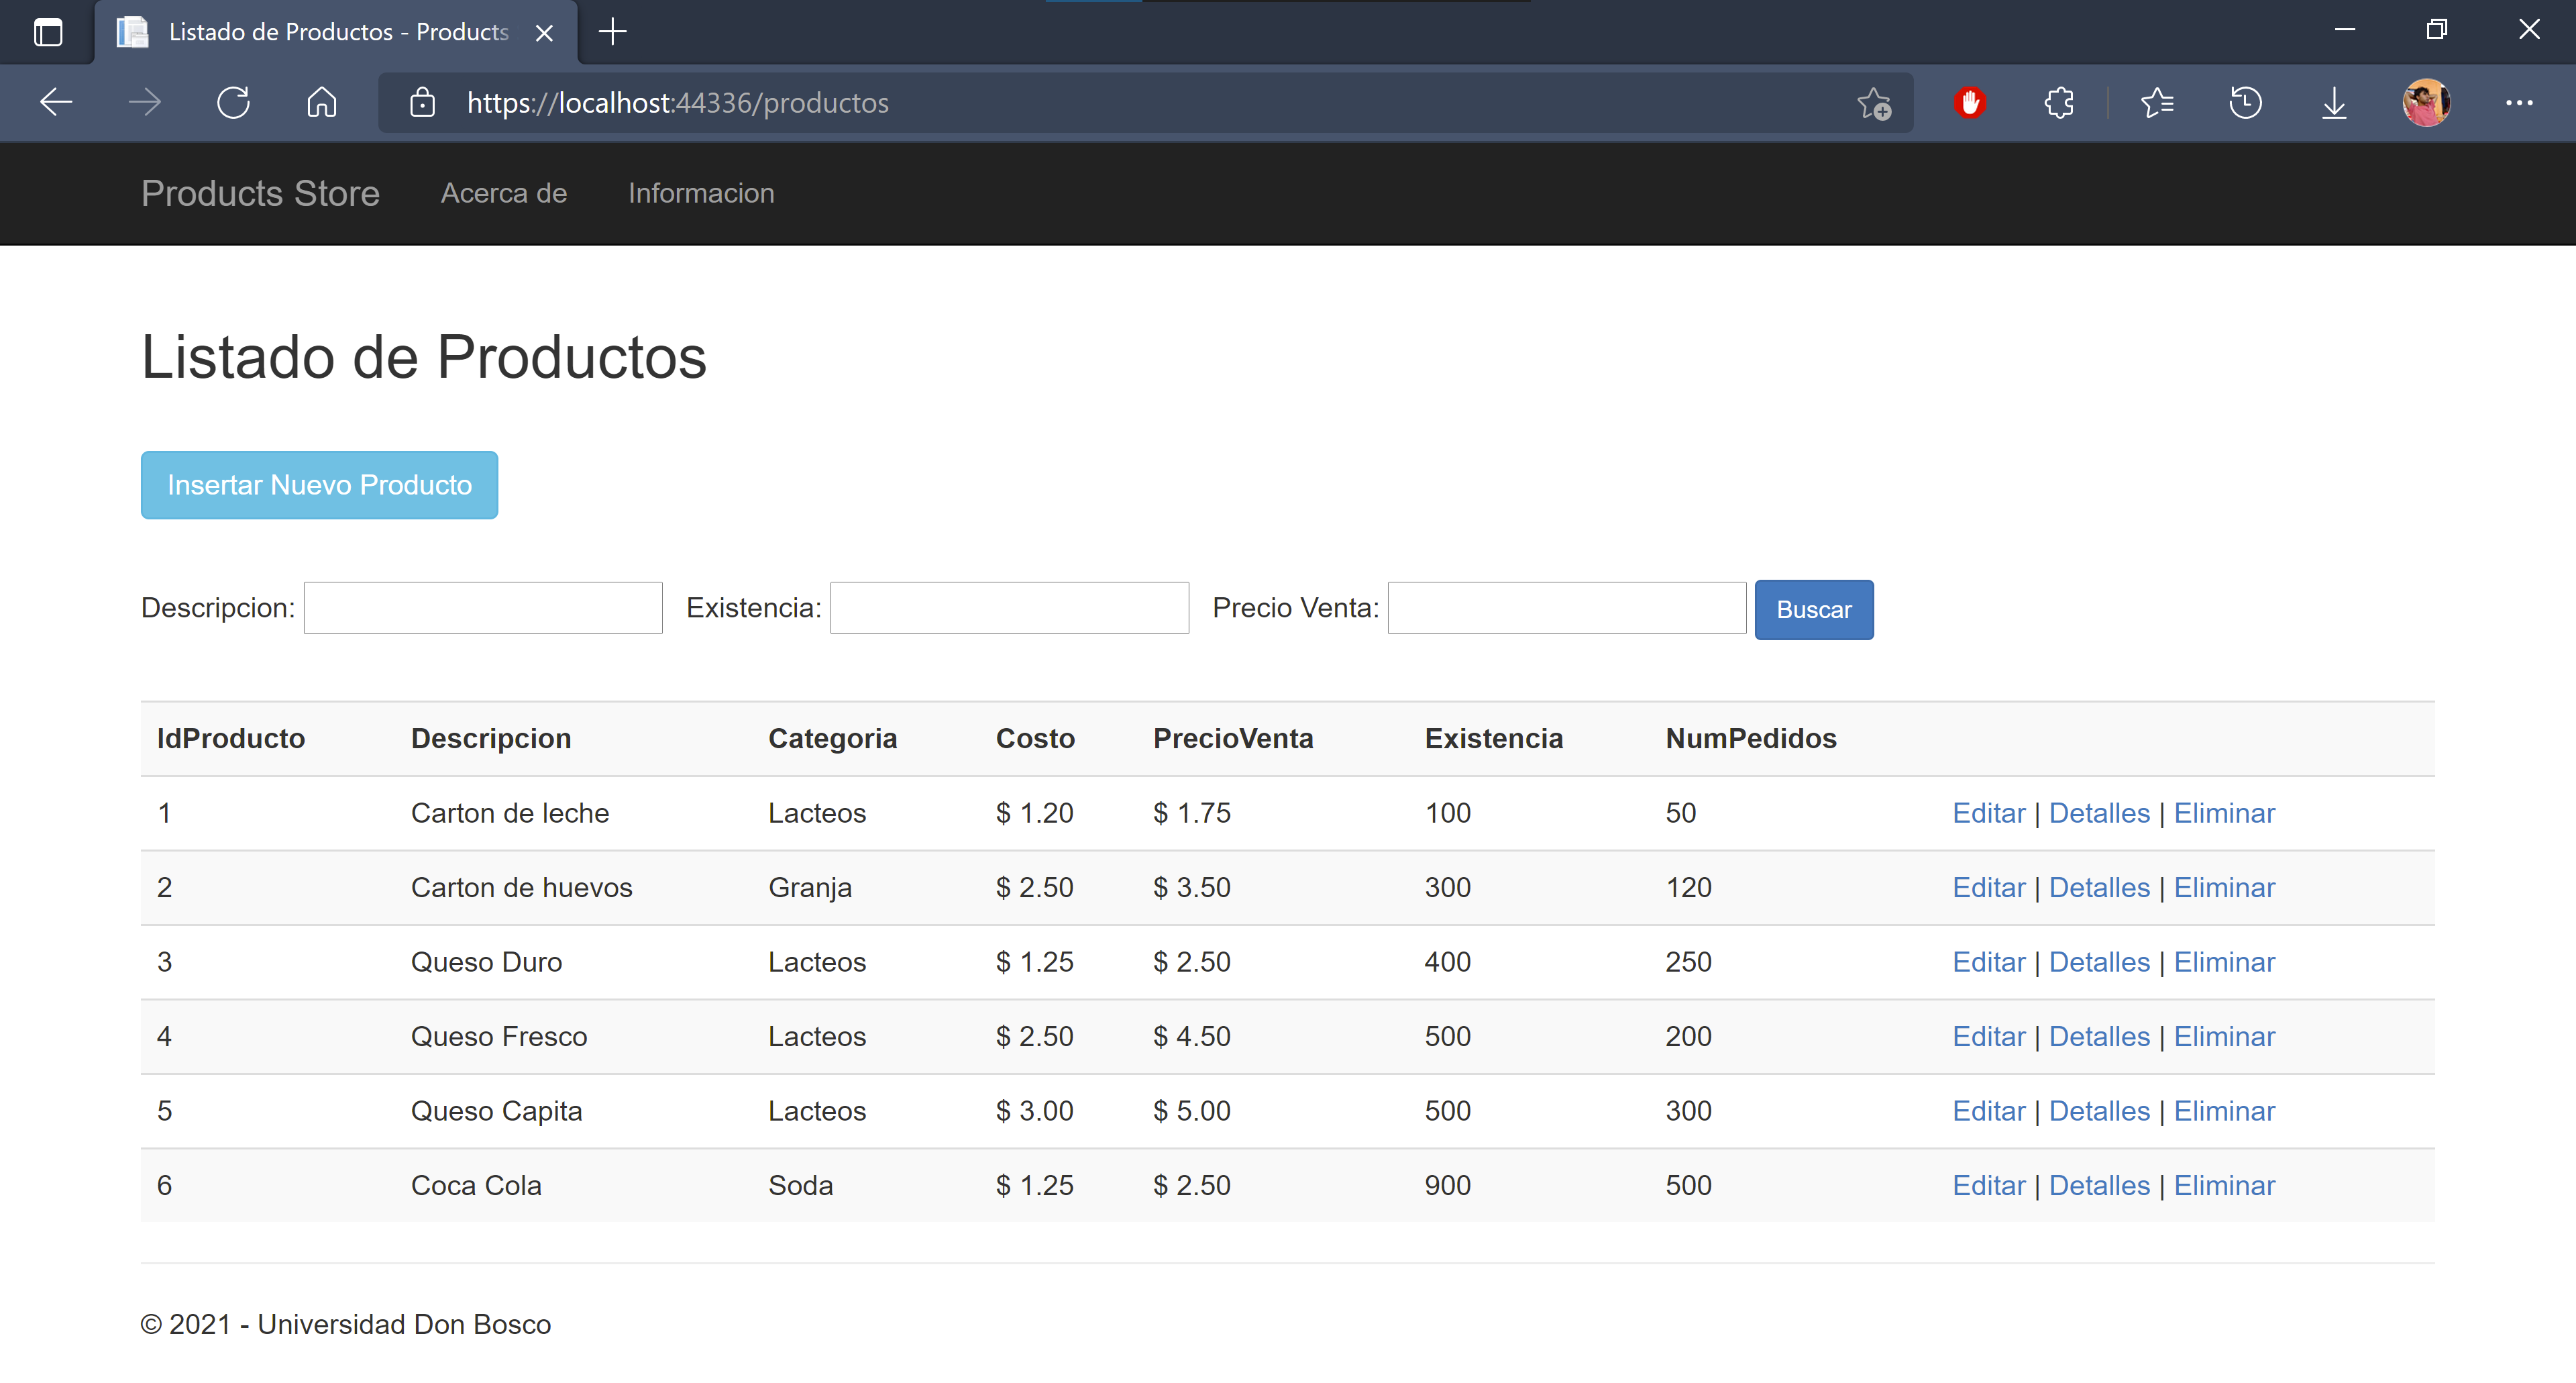 Listado de Productos - Products
https://localhost:44336/productos
Products Store Acerca de Informacion
Listado de Productos
Insertar Nuevo Producto
Descripcion: Existencia: Precio Venta: Buscar
IdProducto Descripcion Categoria Costo PrecioVenta Existencia NumPedidos
1 Carton de leche Lacteos $ 1.20 $ 1.75 100 50 Editar | Detalles | Eliminar
2 Carton de huevos Granja $ 2.50 $ 3.50 300 120 Editar | Detalles | Eliminar
3 Queso Duro Lacteos $ 1.25 $ 2.50 400 250 Editar | Detalles | Eliminar
4 Queso Fresco Lacteos $ 2.50 $ 4.50 500 200 Editar | Detalles | Eliminar
5 Queso Capita Lacteos $ 3.00 $ 5.00 500 300 Editar | Detalles | Eliminar
6 Coca Cola Soda $ 1.25 $ 2.50 900 500 Editar | Detalles | Eliminar
© 2021 - Universidad Don Bosco